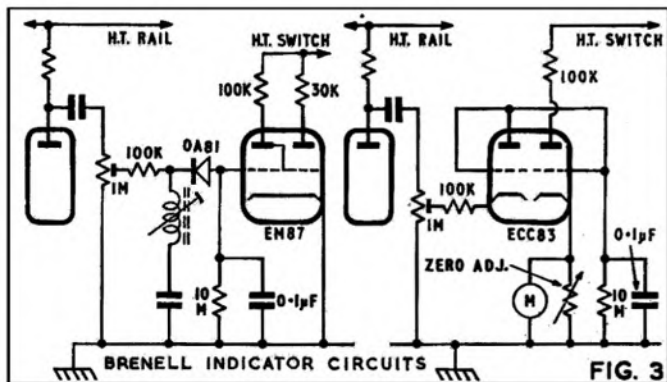 H.T. RAIL
H.T. SWITCH
100K
30K
0A81
100K
1M
EM87
10
M
0·1µF
H.T. RAIL
H.T. SWITCH
100K
100K
1M
ECC83
ZERO ADJ.
M
10
M
0·1µF
BRENELL INDICATOR CIRCUITS
FIG. 3